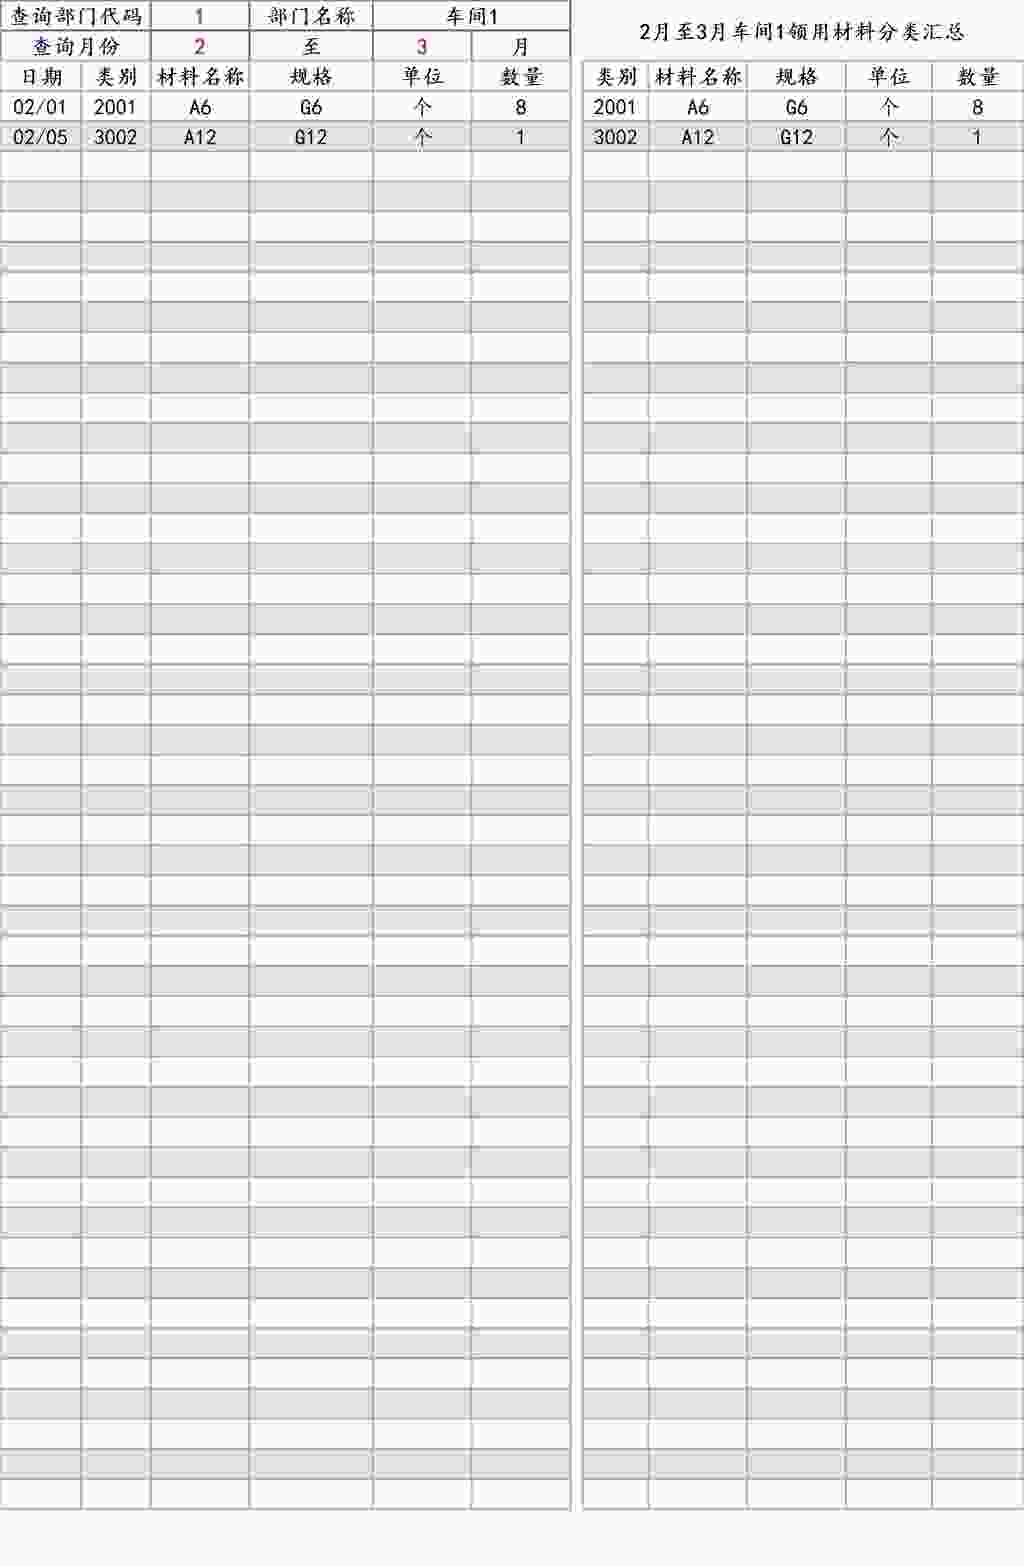 查询部门代码 1 部门名称 车间1
查询月份 2 至 3 月
日期 类别 材料名称 规格 单位 数量
02/01 2001 A6 G6 个 8
02/05 3002 A12 G12 个 1
2月至3月车间1领用材料分类汇总
类别 材料名称 规格 单位 数量
2001 A6 G6 个 8
3002 A12 G12 个 1